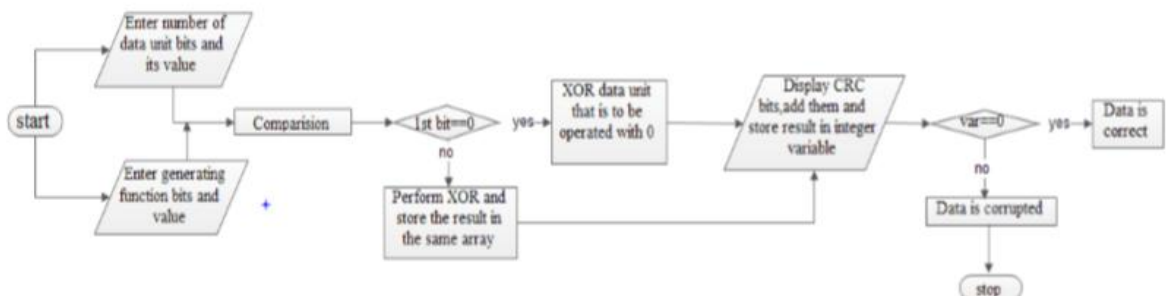 start
Enter number of
data unit bits and
its value
Enter generating
function bits and
value
Comparision
1st bit==0
yes
no
XOR data unit
that is to be
operated with 0
Perform XOR and
store the result in
the same array
Display CRC
bits,add them and
store result in integer
variable
var==0
yes
no
Data is
correct
Data is corrupted
stop